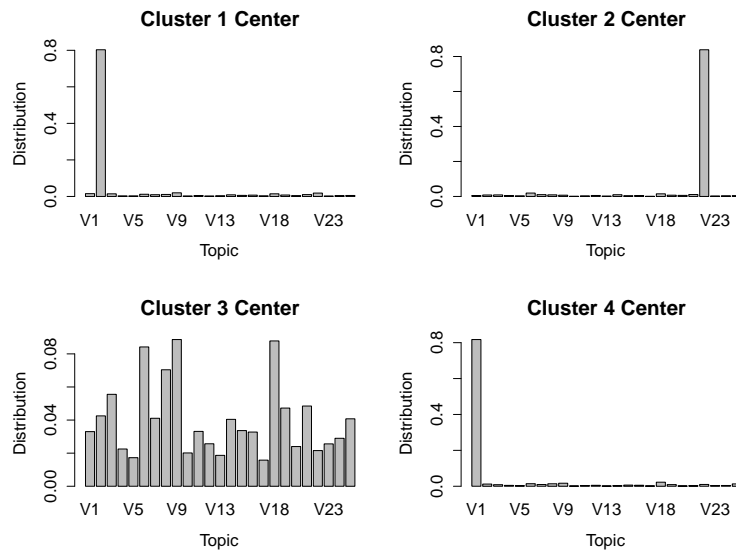 Cluster 1 Center
Distribution
0.0 0.4 0.8
V1 V5 V9 V13 V18 V23
Topic
Cluster 2 Center
Distribution
0.0 0.4 0.8
V1 V5 V9 V13 V18 V23
Topic
Cluster 3 Center
Distribution
0.00 0.04 0.08
V1 V5 V9 V13 V18 V23
Topic
Cluster 4 Center
Distribution
0.0 0.4 0.8
V1 V5 V9 V13 V18 V23
Topic